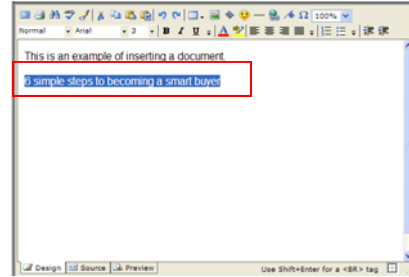 100%
Normal Arial 3 B I U
This is an example of inserting a document.
6 simple steps to becoming a smart buyer
Design Source Preview Use Shift+Enter for a <BR> tag